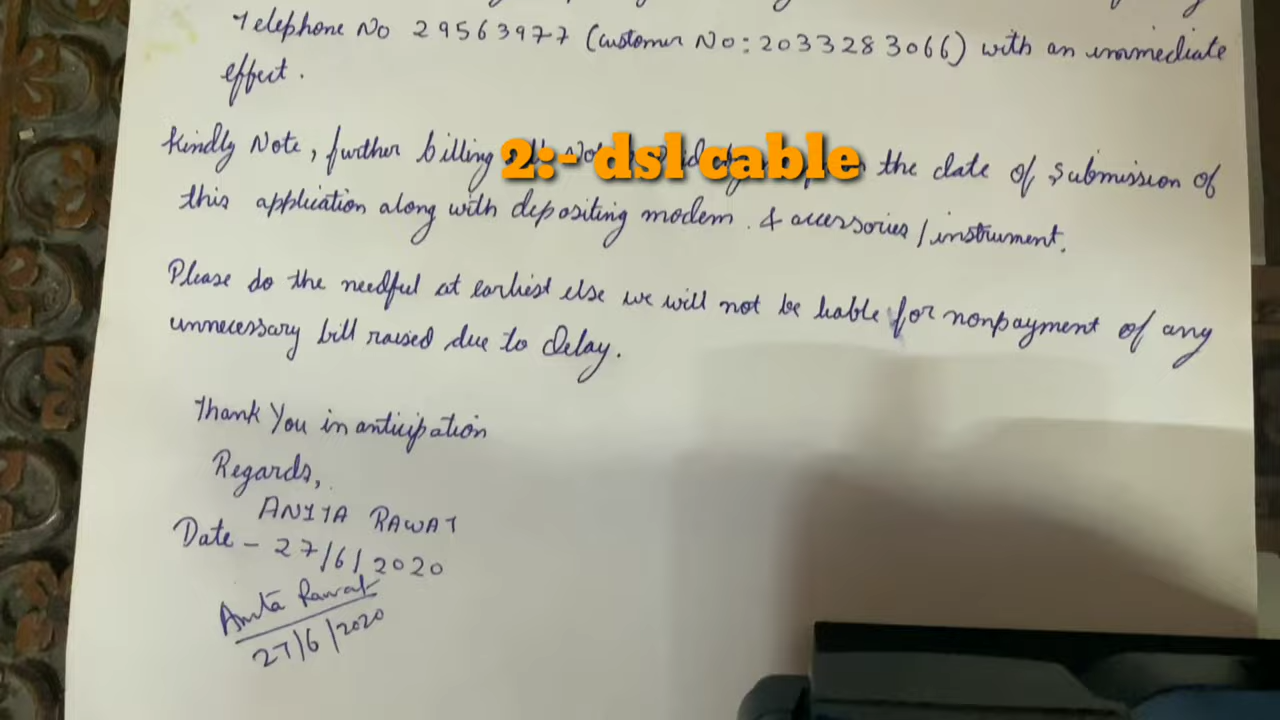 Telephone No 29563977 (Customer No: 2033283066) with an immediate
effect.
Kindly Note, further billing the date of submission of
2:- dsl cable
this application along with depositing modem. & accessories/instrument.
Please do the needful at earliest else we will not be liable for nonpayment of any
unnecessary bill raised due to delay.
Thank You in anticipation
Regards,
ANITA RAWAT
Date - 27/6/2020
Anita Rawat
27/6/2020